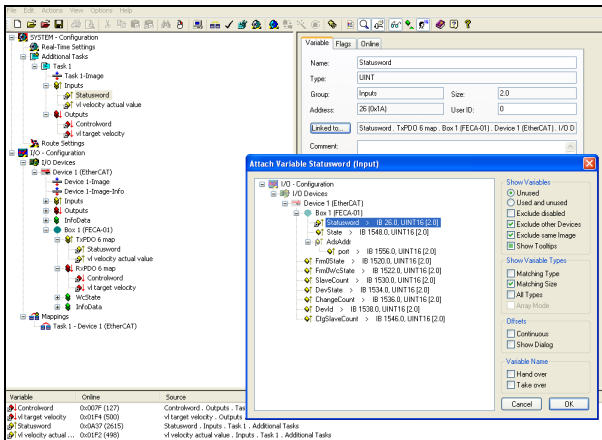 File Edit Actions View Options Help
SYSTEM - Configuration
Real-Time Settings
Additional Tasks
Task 1
Task 1-Image
Inputs
Statusword
vl velocity actual value
Outputs
Controlword
vl target velocity
Route Settings
I/O - Configuration
I/O Devices
Device 1 (EtherCAT)
Device 1-Image
Device 1-Image-Info
Inputs
Outputs
InfoData
Box 1 (FECA-01)
TxPDO 6 map
Statusword
vl velocity actual value
RxPDO 6 map
Controlword
vl target velocity
WcState
InfoData
Mappings
Task 1 - Device 1 (EtherCAT)
Variable Flags Online
Name: Statusword
Type: UINT
Group: Inputs Size: 2.0
Address: 26 (0x1A) User ID: 0
Linked to... Statusword . TxPDO 6 map . Box 1 (FECA-01) . Device 1 (EtherCAT) . I/O D
Comment:
Attach Variable Statusword (Input)
I/O - Configuration
I/O Devices
Device 1 (EtherCAT)
Box 1 (FECA-01)
Statusword > IB 26.0, UINT16 [2.0]
State > IB 1548.0, UINT16 [2.0]
AdsAddr
port > IB 1556.0, UINT16 [2.0]
Frm0State > IB 1520.0, UINT16 [2.0]
Frm0WcState > IB 1522.0, UINT16 [2.0]
SlaveCount > IB 1530.0, UINT16 [2.0]
DevState > IB 1534.0, UINT16 [2.0]
ChangeCount > IB 1536.0, UINT16 [2.0]
DevId > IB 1538.0, UINT16 [2.0]
CfgSlaveCount > IB 1546.0, UINT16 [2.0]
Show Variables
Unused
Used and unused
Exclude disabled
Exclude other Devices
Exclude same Image
Show Tooltips
Show Variable Types
Matching Type
Matching Size
All Types
Array Mode
Offsets
Continuous
Show Dialog
Variable Name
Hand over
Take over
Cancel OK
Variable Online Source
Controlword 0x007F (127) Controlword . Outputs . Tas
vl target velocity 0x01F4 (500) vl target velocity . Outputs .
Statusword 0x0A37 (2615) Statusword . Inputs . Task 1 . Additional Tasks
vl velocity actual ... 0x01F2 (498) vl velocity actual value . Inputs . Task 1 . Additional Tasks